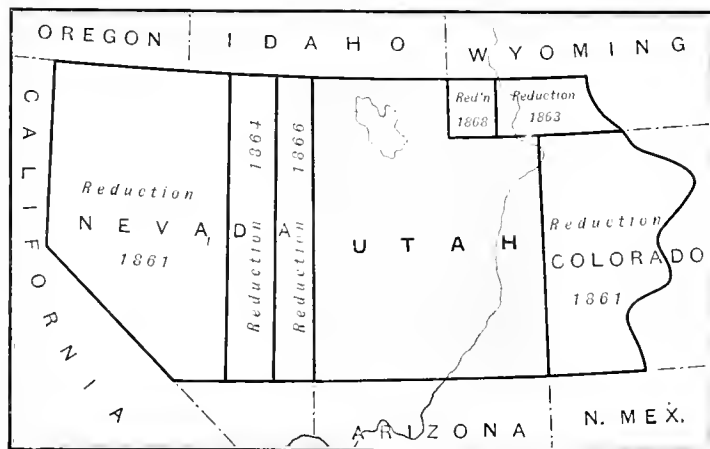 OREGON
IDAHO
WYOMING
CALIFORNIA
Red'n
1868
Reduction
1863
Reduction 1864
Reduction 1866
Reduction
NEVADA
1861
UTAH
Reduction
COLORADO
1861
ARIZONA
N. MEX.